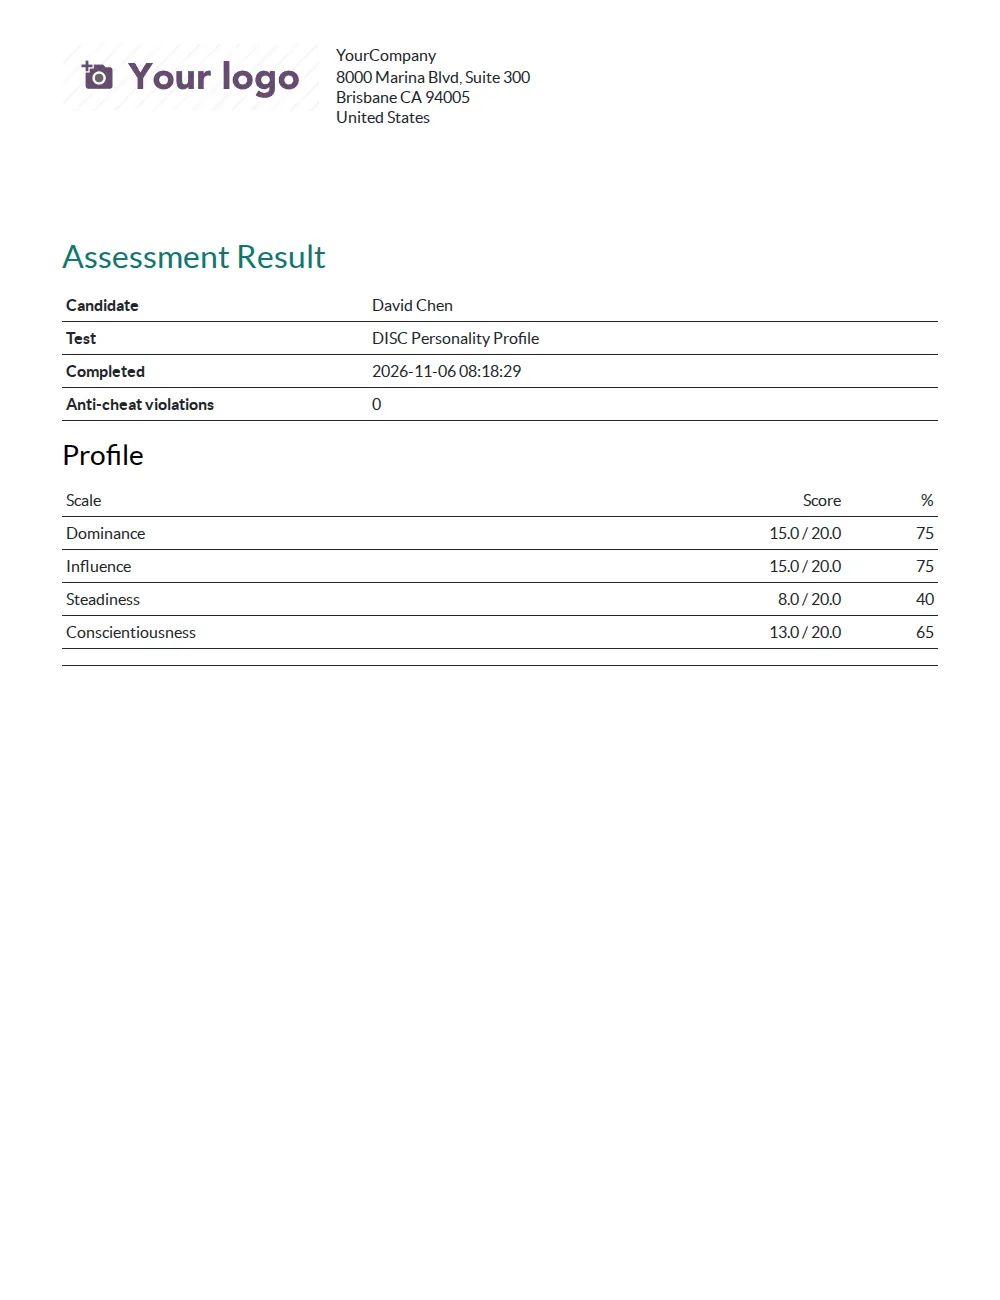 Your logo
YourCompany
8000 Marina Blvd, Suite 300
Brisbane CA 94005
United States
Assessment Result
Candidate David Chen
Test DISC Personality Profile
Completed 2026-11-06 08:18:29
Anti-cheat violations 0
Profile
Scale Score %
Dominance 15.0 / 20.0 75
Influence 15.0 / 20.0 75
Steadiness 8.0 / 20.0 40
Conscientiousness 13.0 / 20.0 65